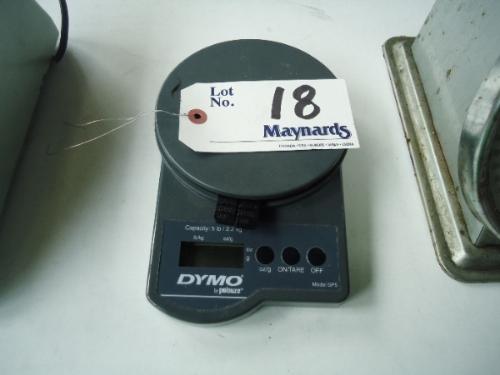 Lot
No.
18
Maynards
Capacity: 5 lb / 2.2 kg
lb/kg oz/g
oz
g
oz/g ON/TARE OFF
DYMO
by pelouze
Model SP5